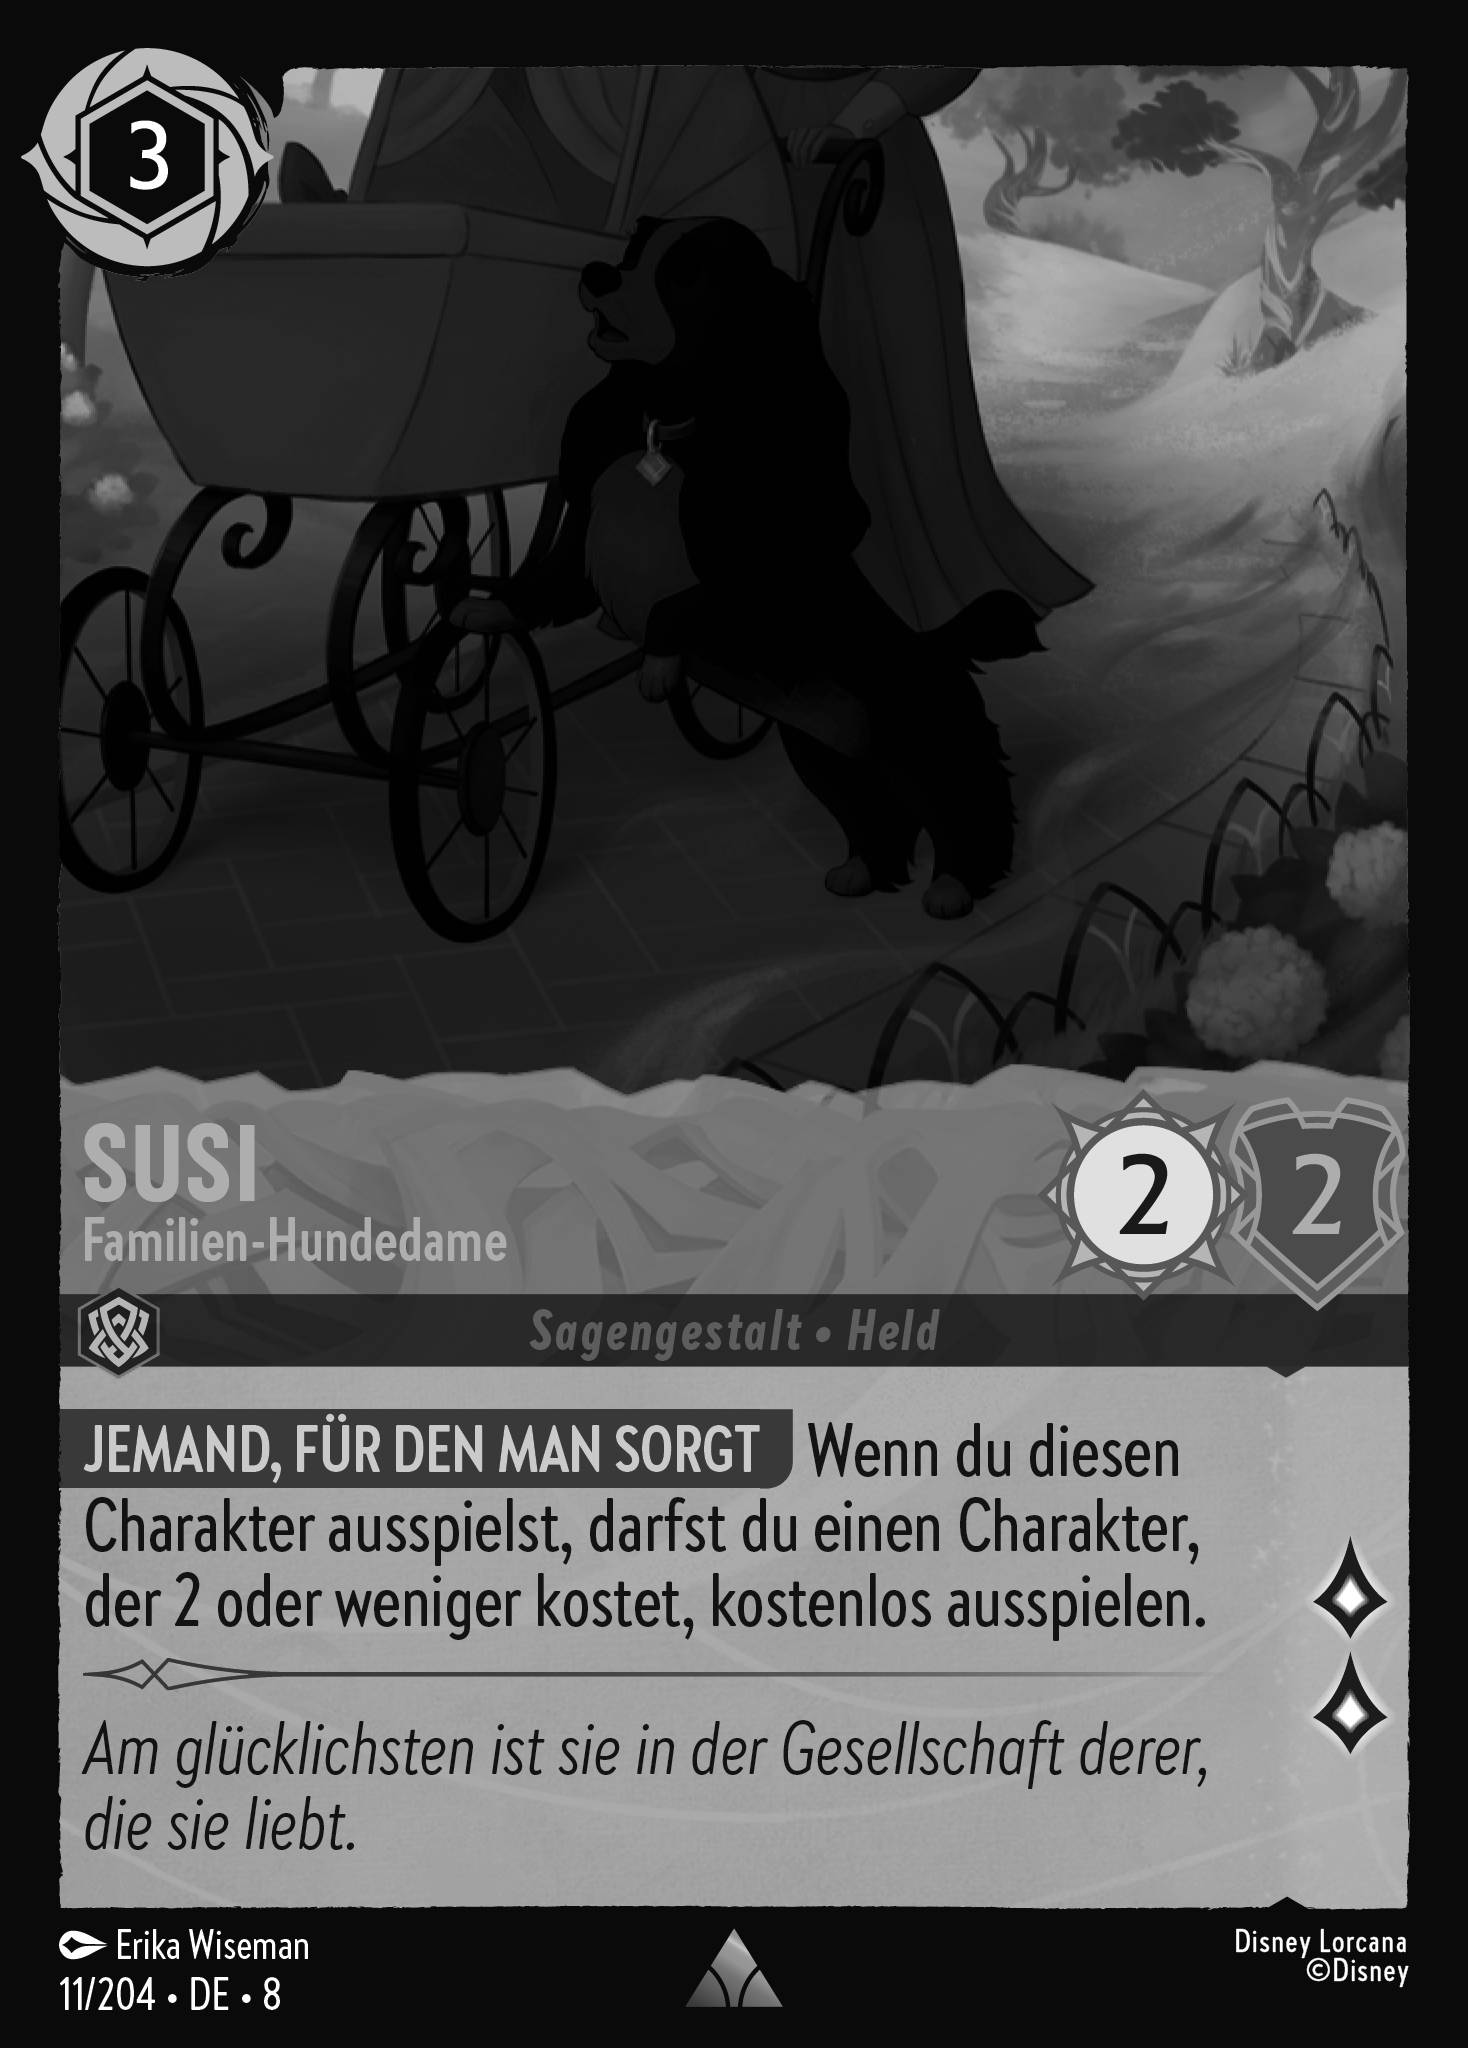 3
SUSI
Familien-Hundedame
2 2
Sagengestalt • Held
JEMAND, FÜR DEN MAN SORGT Wenn du diesen
Charakter ausspielst, darfst du einen Charakter,
der 2 oder weniger kostet, kostenlos ausspielen.
Am glücklichsten ist sie in der Gesellschaft derer,
die sie liebt.
Erika Wiseman
11/204 • DE • 8
Disney Lorcana
©Disney